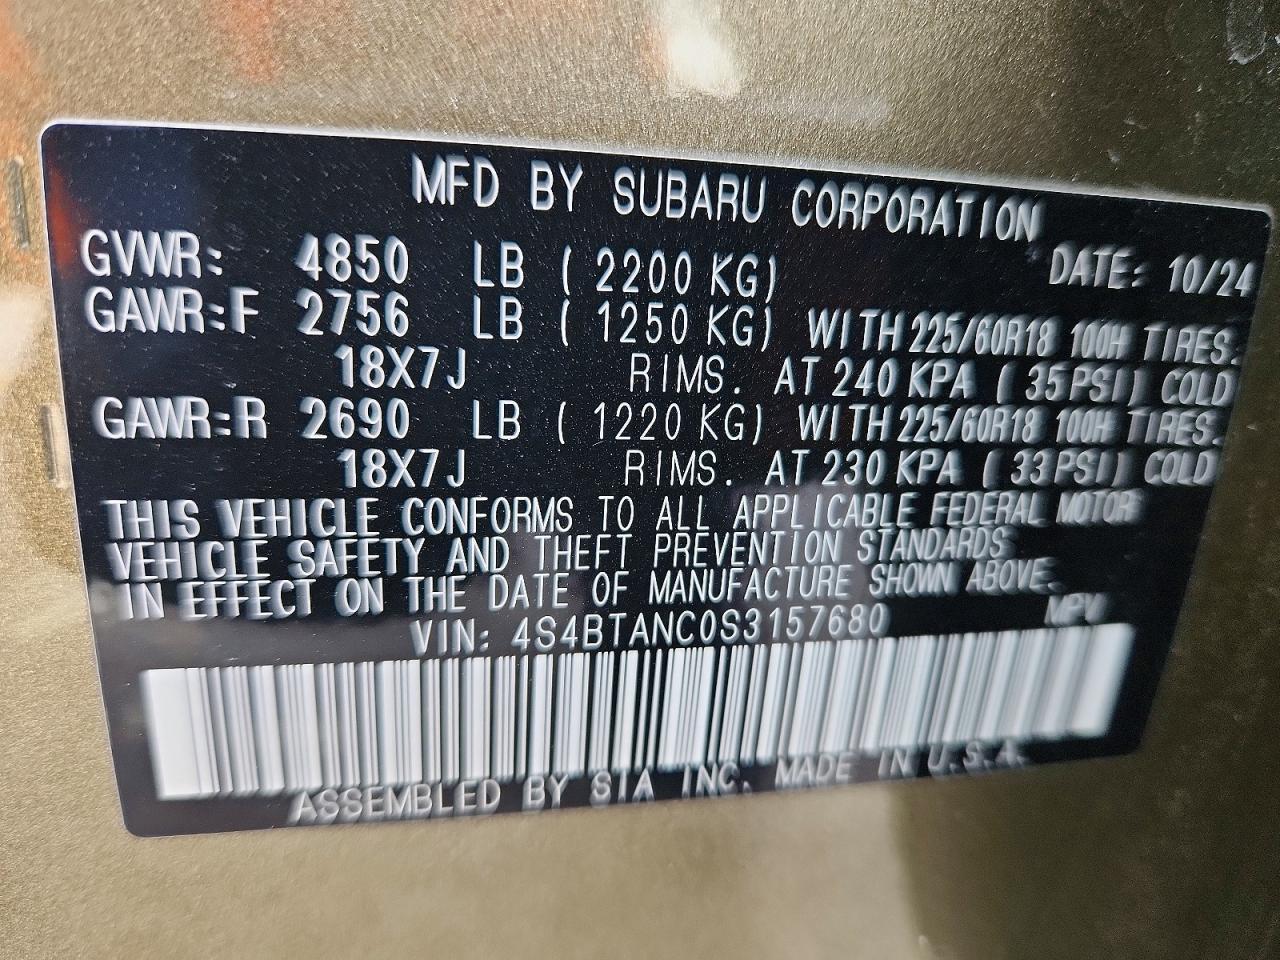 MFD BY SUBARU CORPORATION
GVWR: 4850 LB ( 2200 KG) DATE: 10/24
GAWR:F 2756 LB ( 1250 KG) WITH 225/60R18 100H TIRES.
18X7J RIMS. AT 240 KPA ( 35 PSI) COLD
GAWR:R 2690 LB ( 1220 KG) WITH 225/60R18 100H TIRES.
18X7J RIMS. AT 230 KPA ( 33 PSI) COLD
THIS VEHICLE CONFORMS TO ALL APPLICABLE FEDERAL MOTOR
VEHICLE SAFETY AND THEFT PREVENTION STANDARDS
IN EFFECT ON THE DATE OF MANUFACTURE SHOWN ABOVE.
VIN: 4S4BTANC0S3157680 MPV
ASSEMBLED BY SIA INC. MADE IN U.S.A.